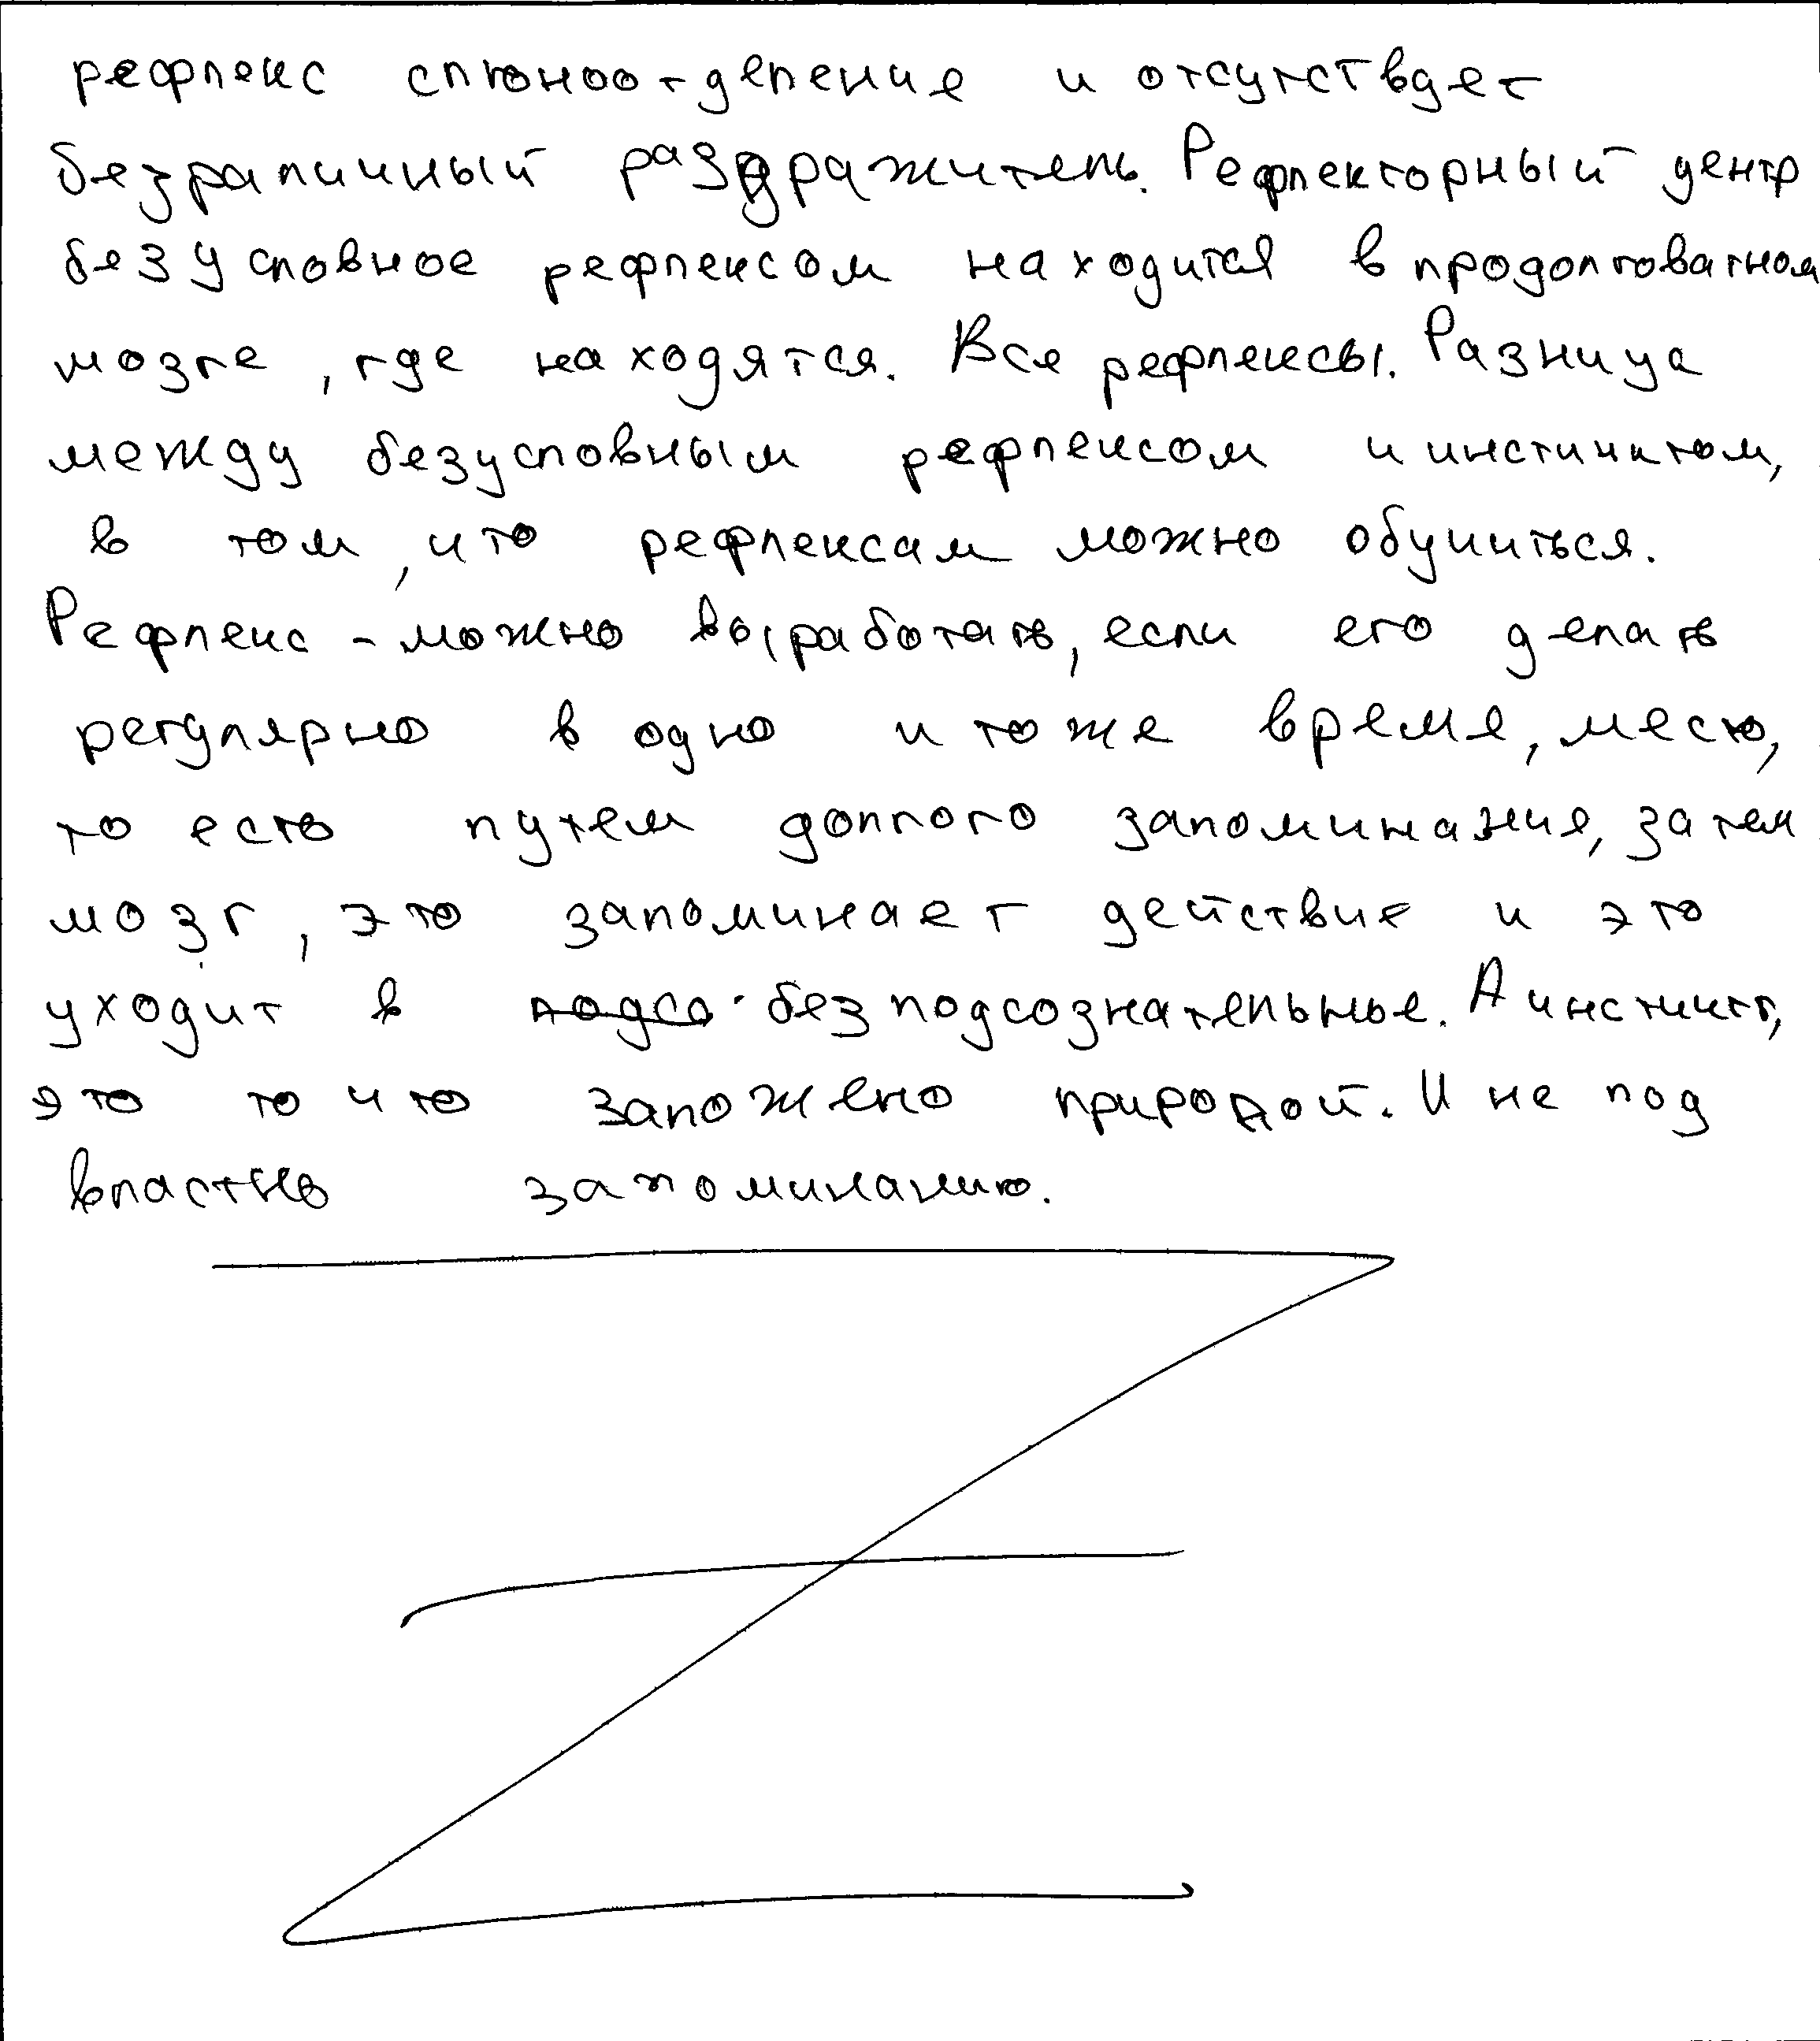 рефлекс слюноотделение и отсутствует
безраличный раздражитель. Рефлекторный центр
безусловное рефлексом находится в продолговатном
мозге, где находятся. Все рефлексы. Разница
между безусловным рефлексом и инстинктом,
в том, что рефлексам можно обучиться.
Рефлекс - можно выработать, если его делать
регулярно в одно и тоже время, место,
то есть путем долгого запоминания, затем
мозг, это запоминает действие и это
уходит в подсо безподсознательные. А инстинкт,
это то что заложено природой. И не под
властно запоминанию.